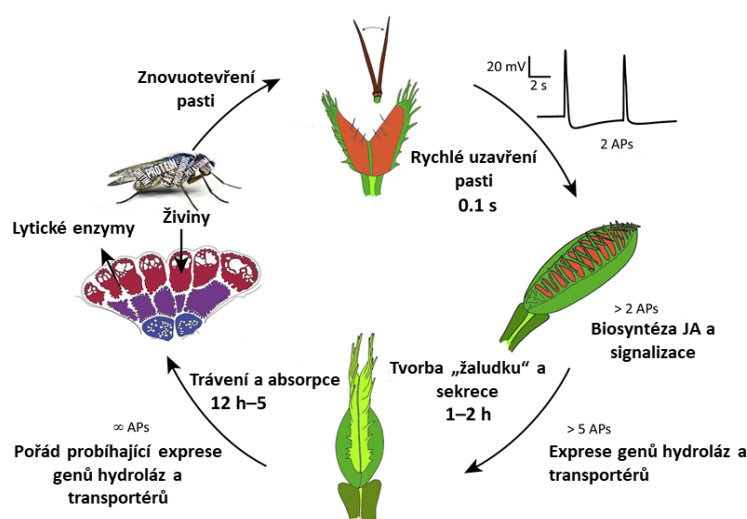 Znovuotevření
pasti
20 mV
2 s
2 APs
Rychlé uzavření
pasti
0.1 s
PROTEIN
Živiny
Lytické enzymy
> 2 APs
Biosyntéza JA a
signalizace
Tvorba „žaludku“ a
sekrece
1–2 h
Trávení a absorpce
12 h–5
> 5 APs
Exprese genů hydroláz a
transportérů
∞ APs
Pořád probíhající exprese
genů hydroláz a
transportérů